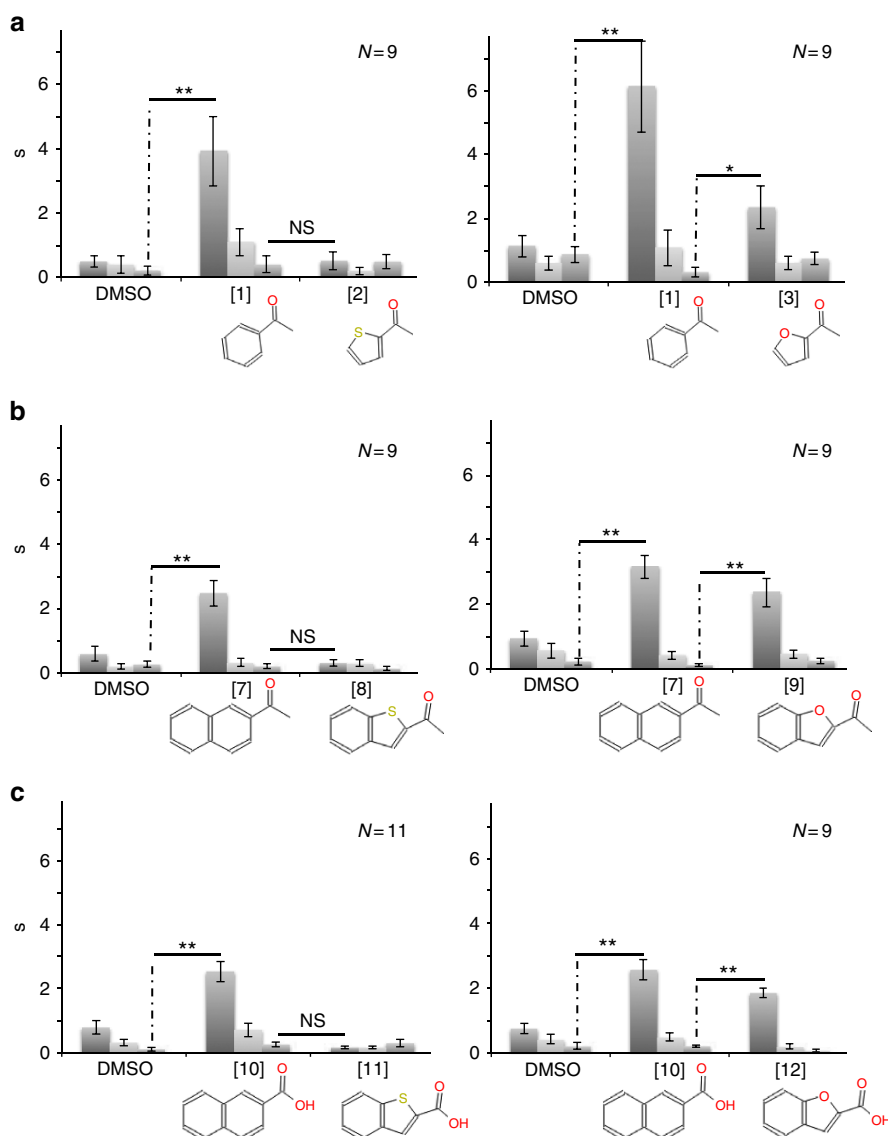 a
N=9
**
NS
s
6
4
2
0
DMSO
[1]
[2]
O
S
O
N=9
**
*
6
4
2
0
[1]
[3]
O
O
O
b
N=9
**
NS
s
6
4
2
0
DMSO
[7]
[8]
O
S
O
N=9
**
**
6
4
2
0
DMSO
[7]
[9]
O
O
O
c
N=11
**
NS
s
6
4
2
0
DMSO
[10]
[11]
O
OH
S
O
OH
N=9
**
**
6
4
2
0
DMSO
[10]
[12]
O
OH
O
O
OH